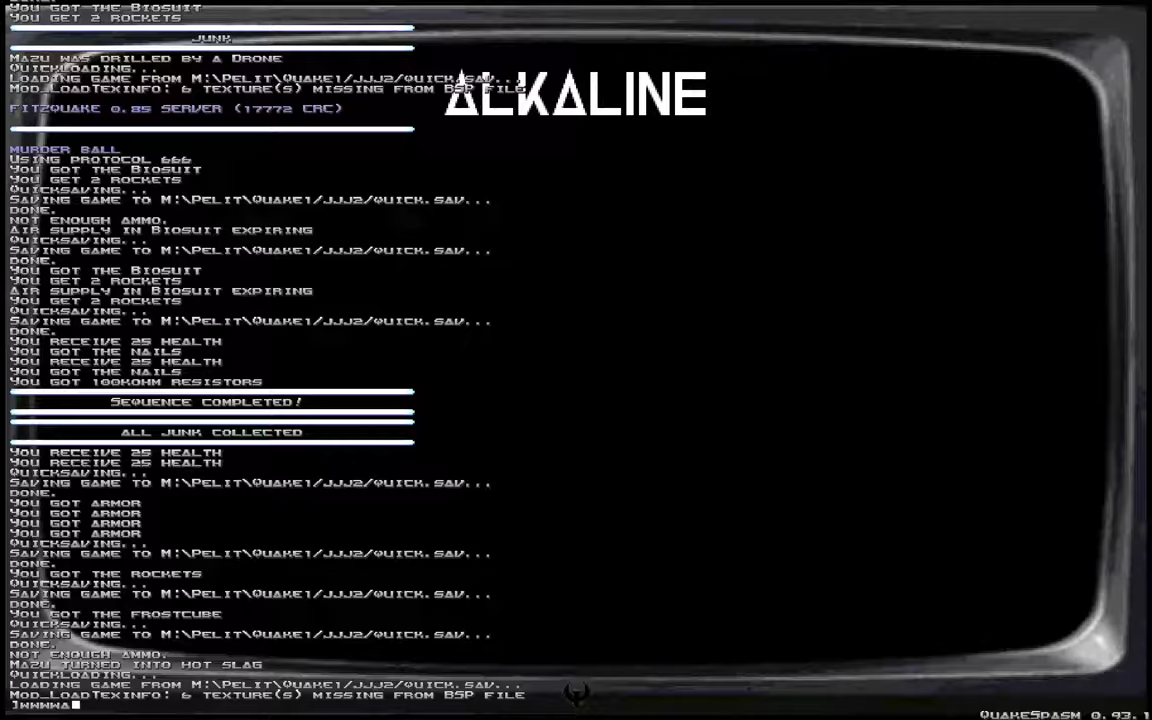 You got the Biosuit
You get 2 rockets
Junk
Mazu was drilled by a Drone
Quickloading...
Loading game from M:\Pelit\Quake1/jjj2/quick.sav...
Mod_LoadTexinfo: 6 texture(s) missing from BSP file
ALKALINE
FitzQuake 0.85 Server (17772 CRC)
Murder Ball
Using protocol 666
You got the Biosuit
You get 2 rockets
Quicksaving...
Saving game to M:\Pelit\Quake1/jjj2/quick.sav...
done.
not enough ammo.
Air supply in Biosuit expiring
Quicksaving...
Saving game to M:\Pelit\Quake1/jjj2/quick.sav...
done.
You got the Biosuit
You get 2 rockets
Air supply in Biosuit expiring
You get 2 rockets
Quicksaving...
Saving game to M:\Pelit\Quake1/jjj2/quick.sav...
done.
You receive 25 health
You got the nails
You receive 25 health
You got the nails
You got 100kohm resistors
Sequence completed!
all junk collected
You receive 25 health
You receive 25 health
Quicksaving...
Saving game to M:\Pelit\Quake1/jjj2/quick.sav...
done.
You got armor
You got armor
You got armor
You got armor
Quicksaving...
Saving game to M:\Pelit\Quake1/jjj2/quick.sav...
done.
You got the rockets
Quicksaving...
Saving game to M:\Pelit\Quake1/jjj2/quick.sav...
done.
You got the frostcube
Quicksaving...
Saving game to M:\Pelit\Quake1/jjj2/quick.sav...
done.
not enough ammo.
Mazu turned into hot slag
Quickloading...
Loading game from M:\Pelit\Quake1/jjj2/quick.sav...
Mod_LoadTexinfo: 6 texture(s) missing from BSP file
]wwwwa
QuakeSpasm 0.93.1